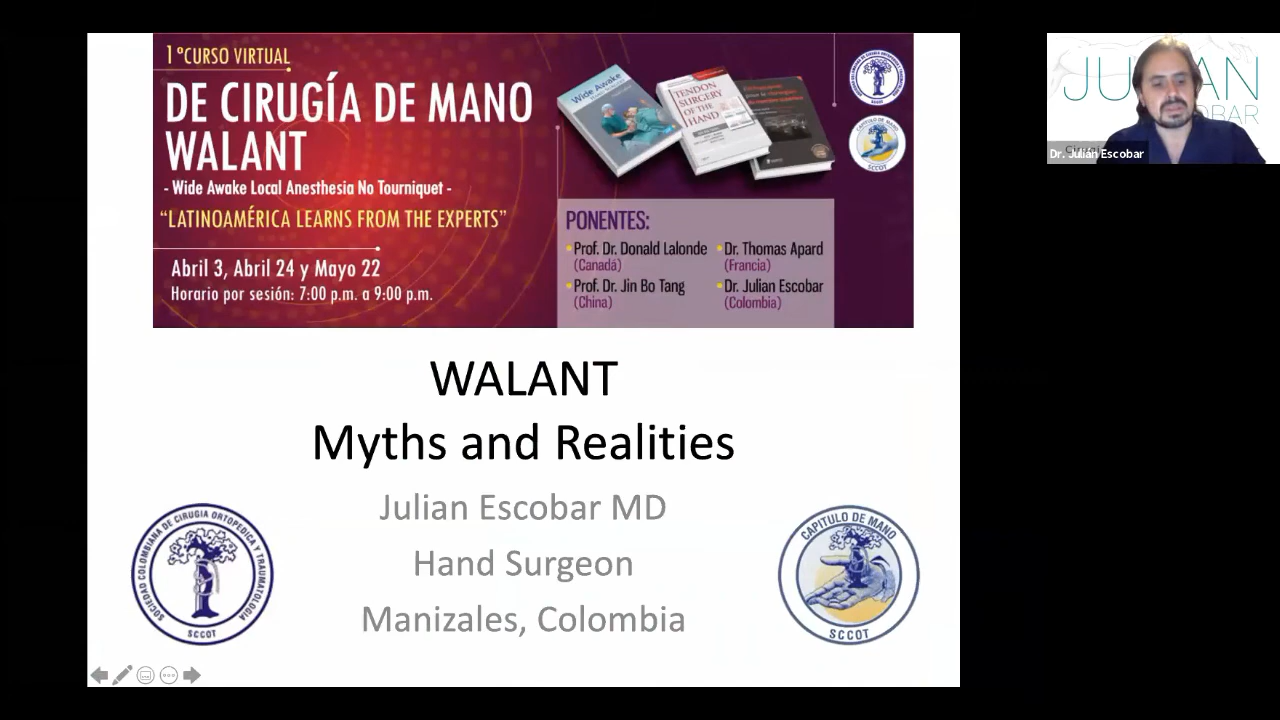 1°CURSO VIRTUAL
DE CIRUGÍA DE MANO
WALANT
- Wide Awake Local Anesthesia No Tourniquet -
“LATINOAMÉRICA LEARNS FROM THE EXPERTS”
Abril 3, Abril 24 y Mayo 22
Horario por sesión: 7:00 p.m. a 9:00 p.m.
Wide Awake
TENDON
SURGERY
OF THE
HAND
CAPITULO DE MANO
SCCOT
PONENTES:
•Prof. Dr. Donald Lalonde
(Canadá)
•Prof. Dr. Jin Bo Tang
(China)
•Dr. Thomas Apard
(Francia)
•Dr. Julian Escobar
(Colombia)
WALANT
Myths and Realities
Julian Escobar MD
Hand Surgeon
Manizales, Colombia
SOCIEDAD COLOMBIANA DE CIRUGIA ORTOPEDICA Y TRAUMATOLOGIA
SCCOT
CAPITULO DE MANO
SCCOT
Dr. Julián Escobar